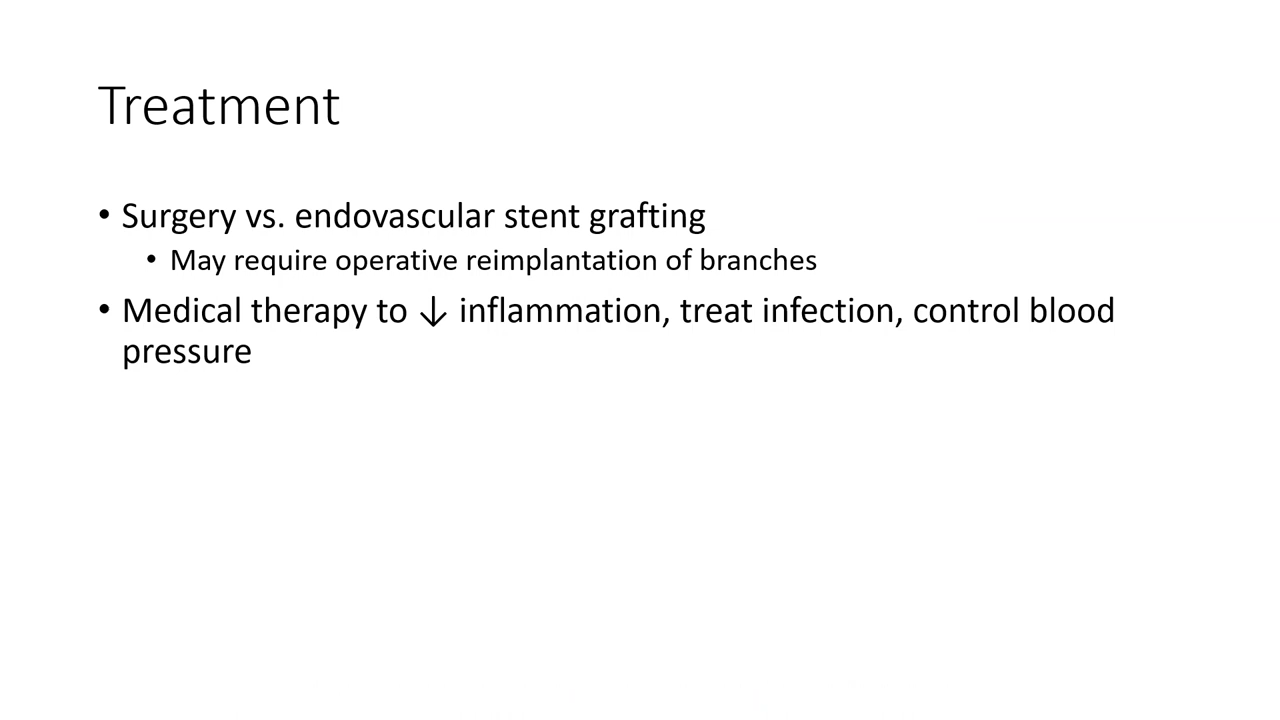 Treatment
• Surgery vs. endovascular stent grafting
• May require operative reimplantation of branches
• Medical therapy to ↓ inflammation, treat infection, control blood
pressure